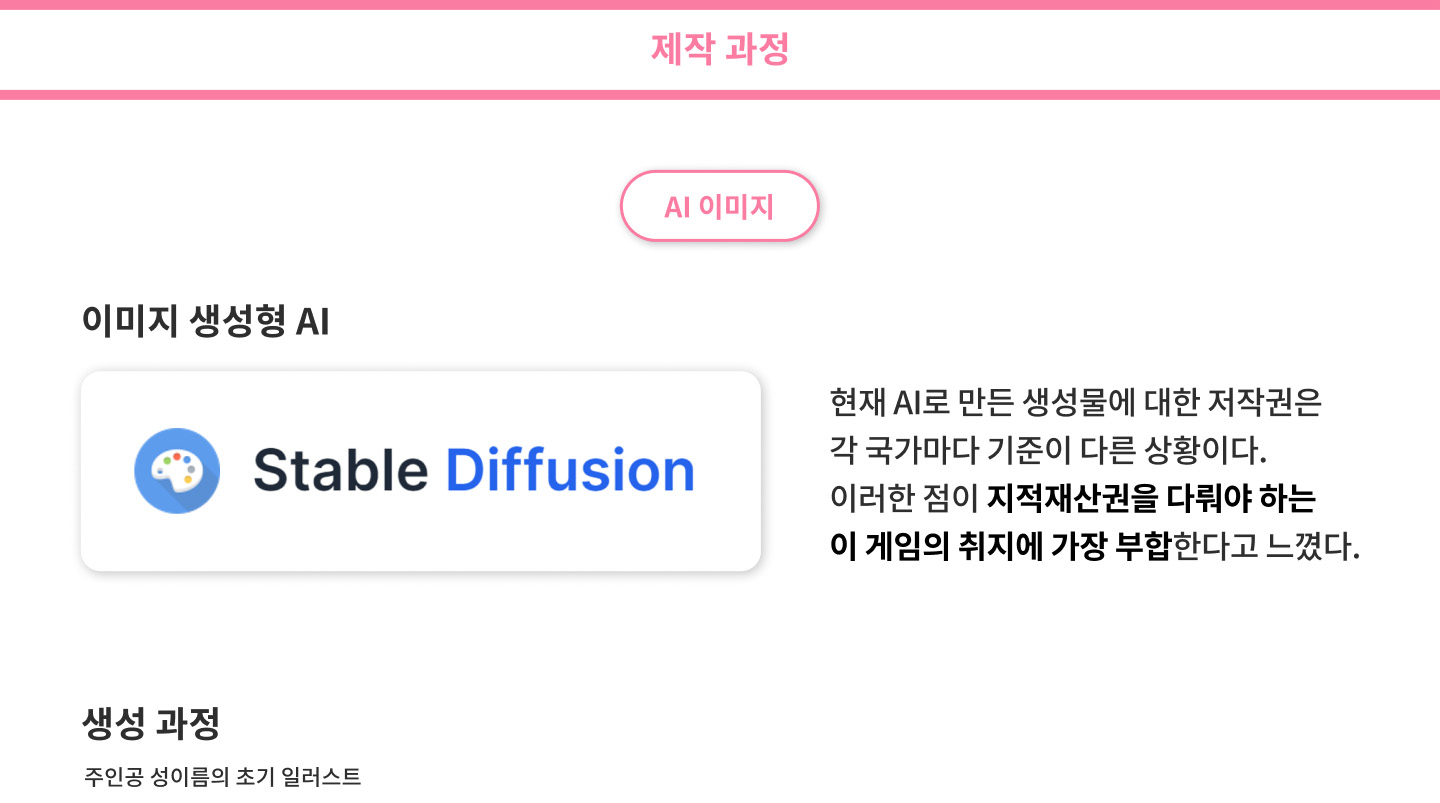 제작 과정
AI 이미지
이미지 생성형 AI
Stable Diffusion
현재 AI로 만든 생성물에 대한 저작권은
각 국가마다 기준이 다른 상황이다.
이러한 점이 지적재산권을 다뤄야 하는
이 게임의 취지에 가장 부합한다고 느꼈다.
생성 과정
주인공 성이름의 초기 일러스트